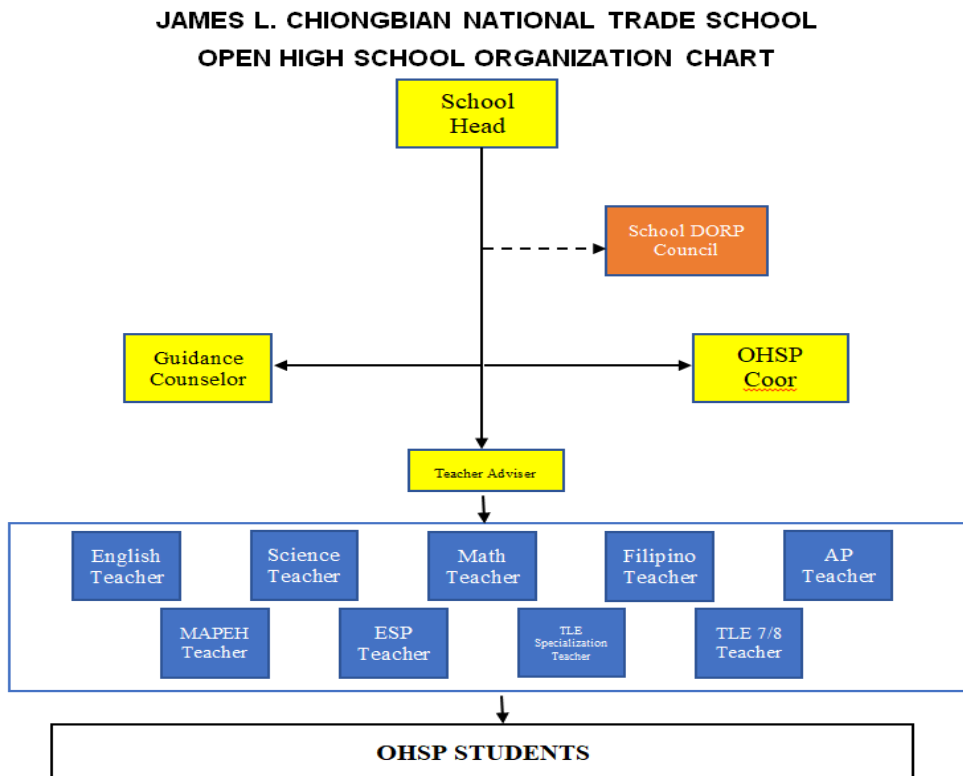 JAMES L. CHIONGBIAN NATIONAL TRADE SCHOOL
OPEN HIGH SCHOOL ORGANIZATION CHART
School
Head
School DORP
Council
Guidance
Counselor
OHSP
Coor
Teacher Adviser
English
Teacher
Science
Teacher
Math
Teacher
Filipino
Teacher
AP
Teacher
MAPEH
Teacher
ESP
Teacher
TLE
Specialization
Teacher
TLE 7/8
Teacher
OHSP STUDENTS